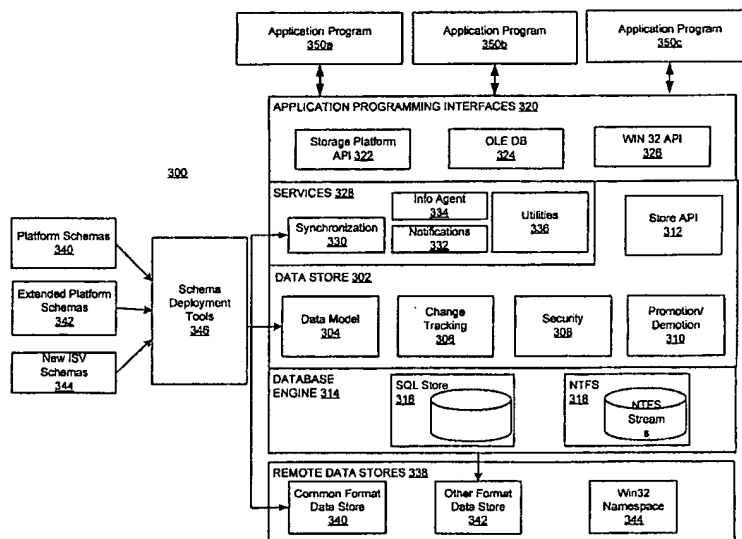 Application Program
350a
Application Program
350b
Application Program
350c
APPLICATION PROGRAMMING INTERFACES 320
Storage Platform
API 322
OLE DB
324
WIN 32 API
326
300
SERVICES 328
Info Agent
334
Synchronization
330
Notifications
332
Utilities
336
Store API
312
Platform Schemas
340
Extended Platform
Schemas
342
New ISV
Schemas
344
Schema
Deployment
Tools
346
DATA STORE 302
Data Model
304
Change
Tracking
306
Security
308
Promotion/
Demotion
310
DATABASE
ENGINE 314
SQL Store
316
NTFS
318
NTFS
Stream
s
REMOTE DATA STORES 338
Common Format
Data Store
340
Other Format
Data Store
342
Win32
Namespace
344